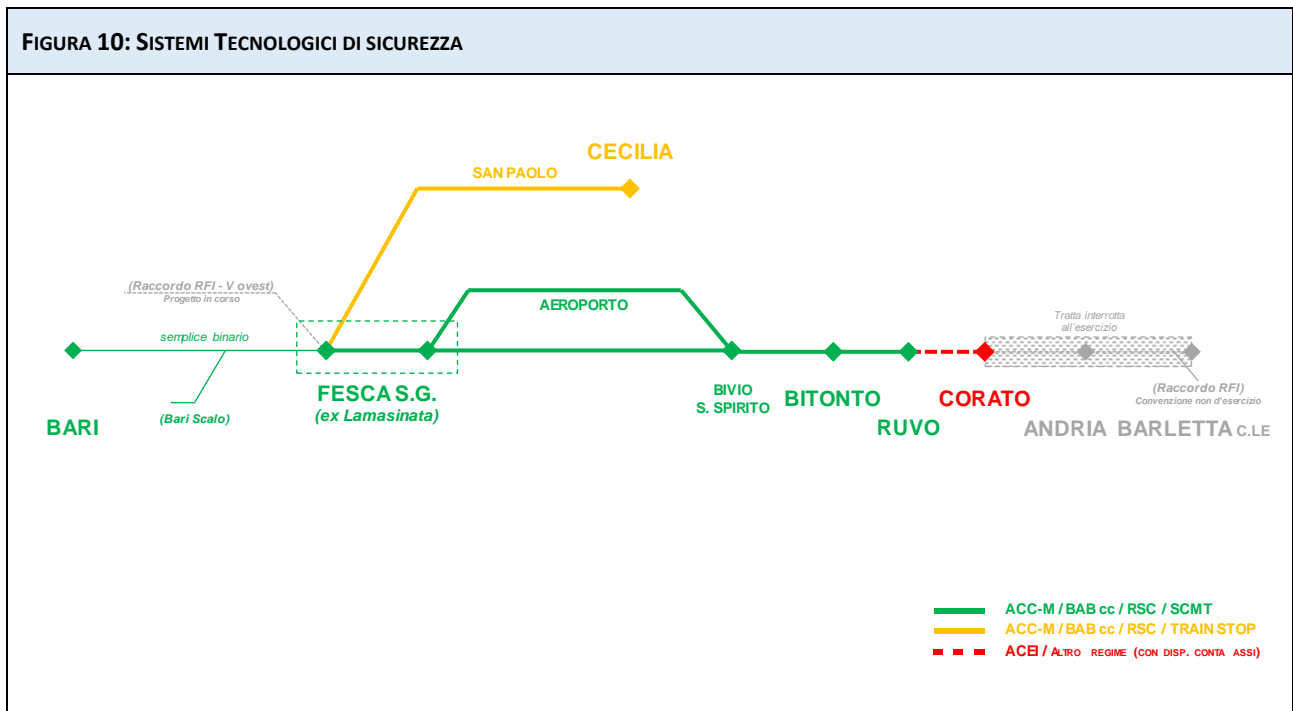 FIGURA 10: SISTEMI TECNOLOGICI DI SICUREZZA
CECILIA
SAN PAOLO
(Raccordo RFI - V ovest)
Progetto in corso
AEROPORTO
semplice binario
Tratta interrotta
all'esercizio
(Bari Scalo)
BARI
FESCA S.G.
(ex Lamasinata)
BIVIO
S. SPIRITO
BITONTO
RUVO
CORATO
(Raccordo RFI)
Convenzione non d'esercizio
ANDRIA BARLETTA C.LE
ACC-M / BAB cc / RSC / SCMT
ACC-M / BAB cc / RSC / TRAIN STOP
ACEI / ALTRO REGIME (CON DISP. CONTA ASSI)